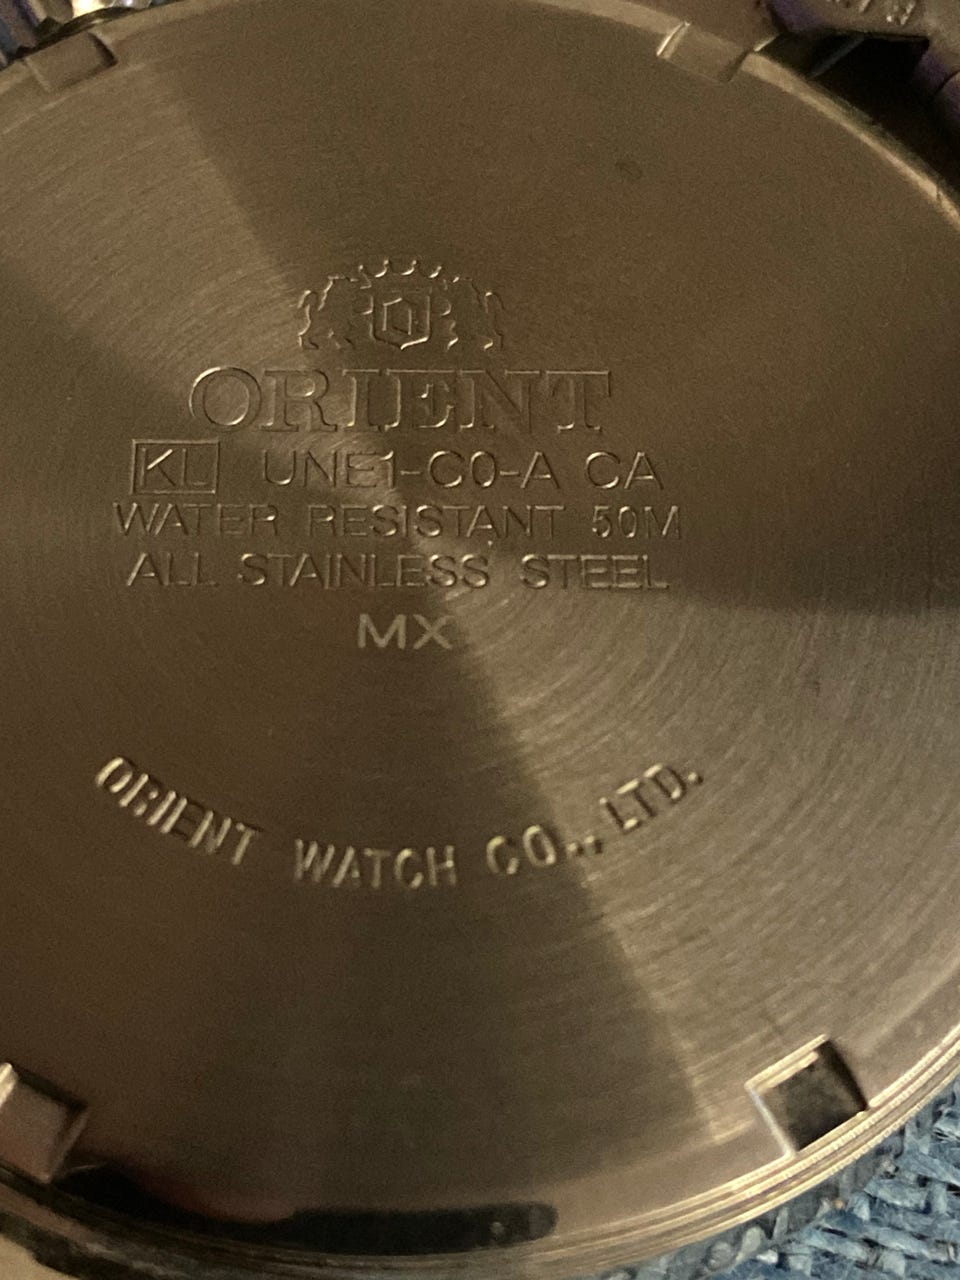 ORIENT
KL UNE1-C0-A CA
WATER RESISTANT 50M
ALL STAINLESS STEEL
MX
ORIENT WATCH CO., LTD.